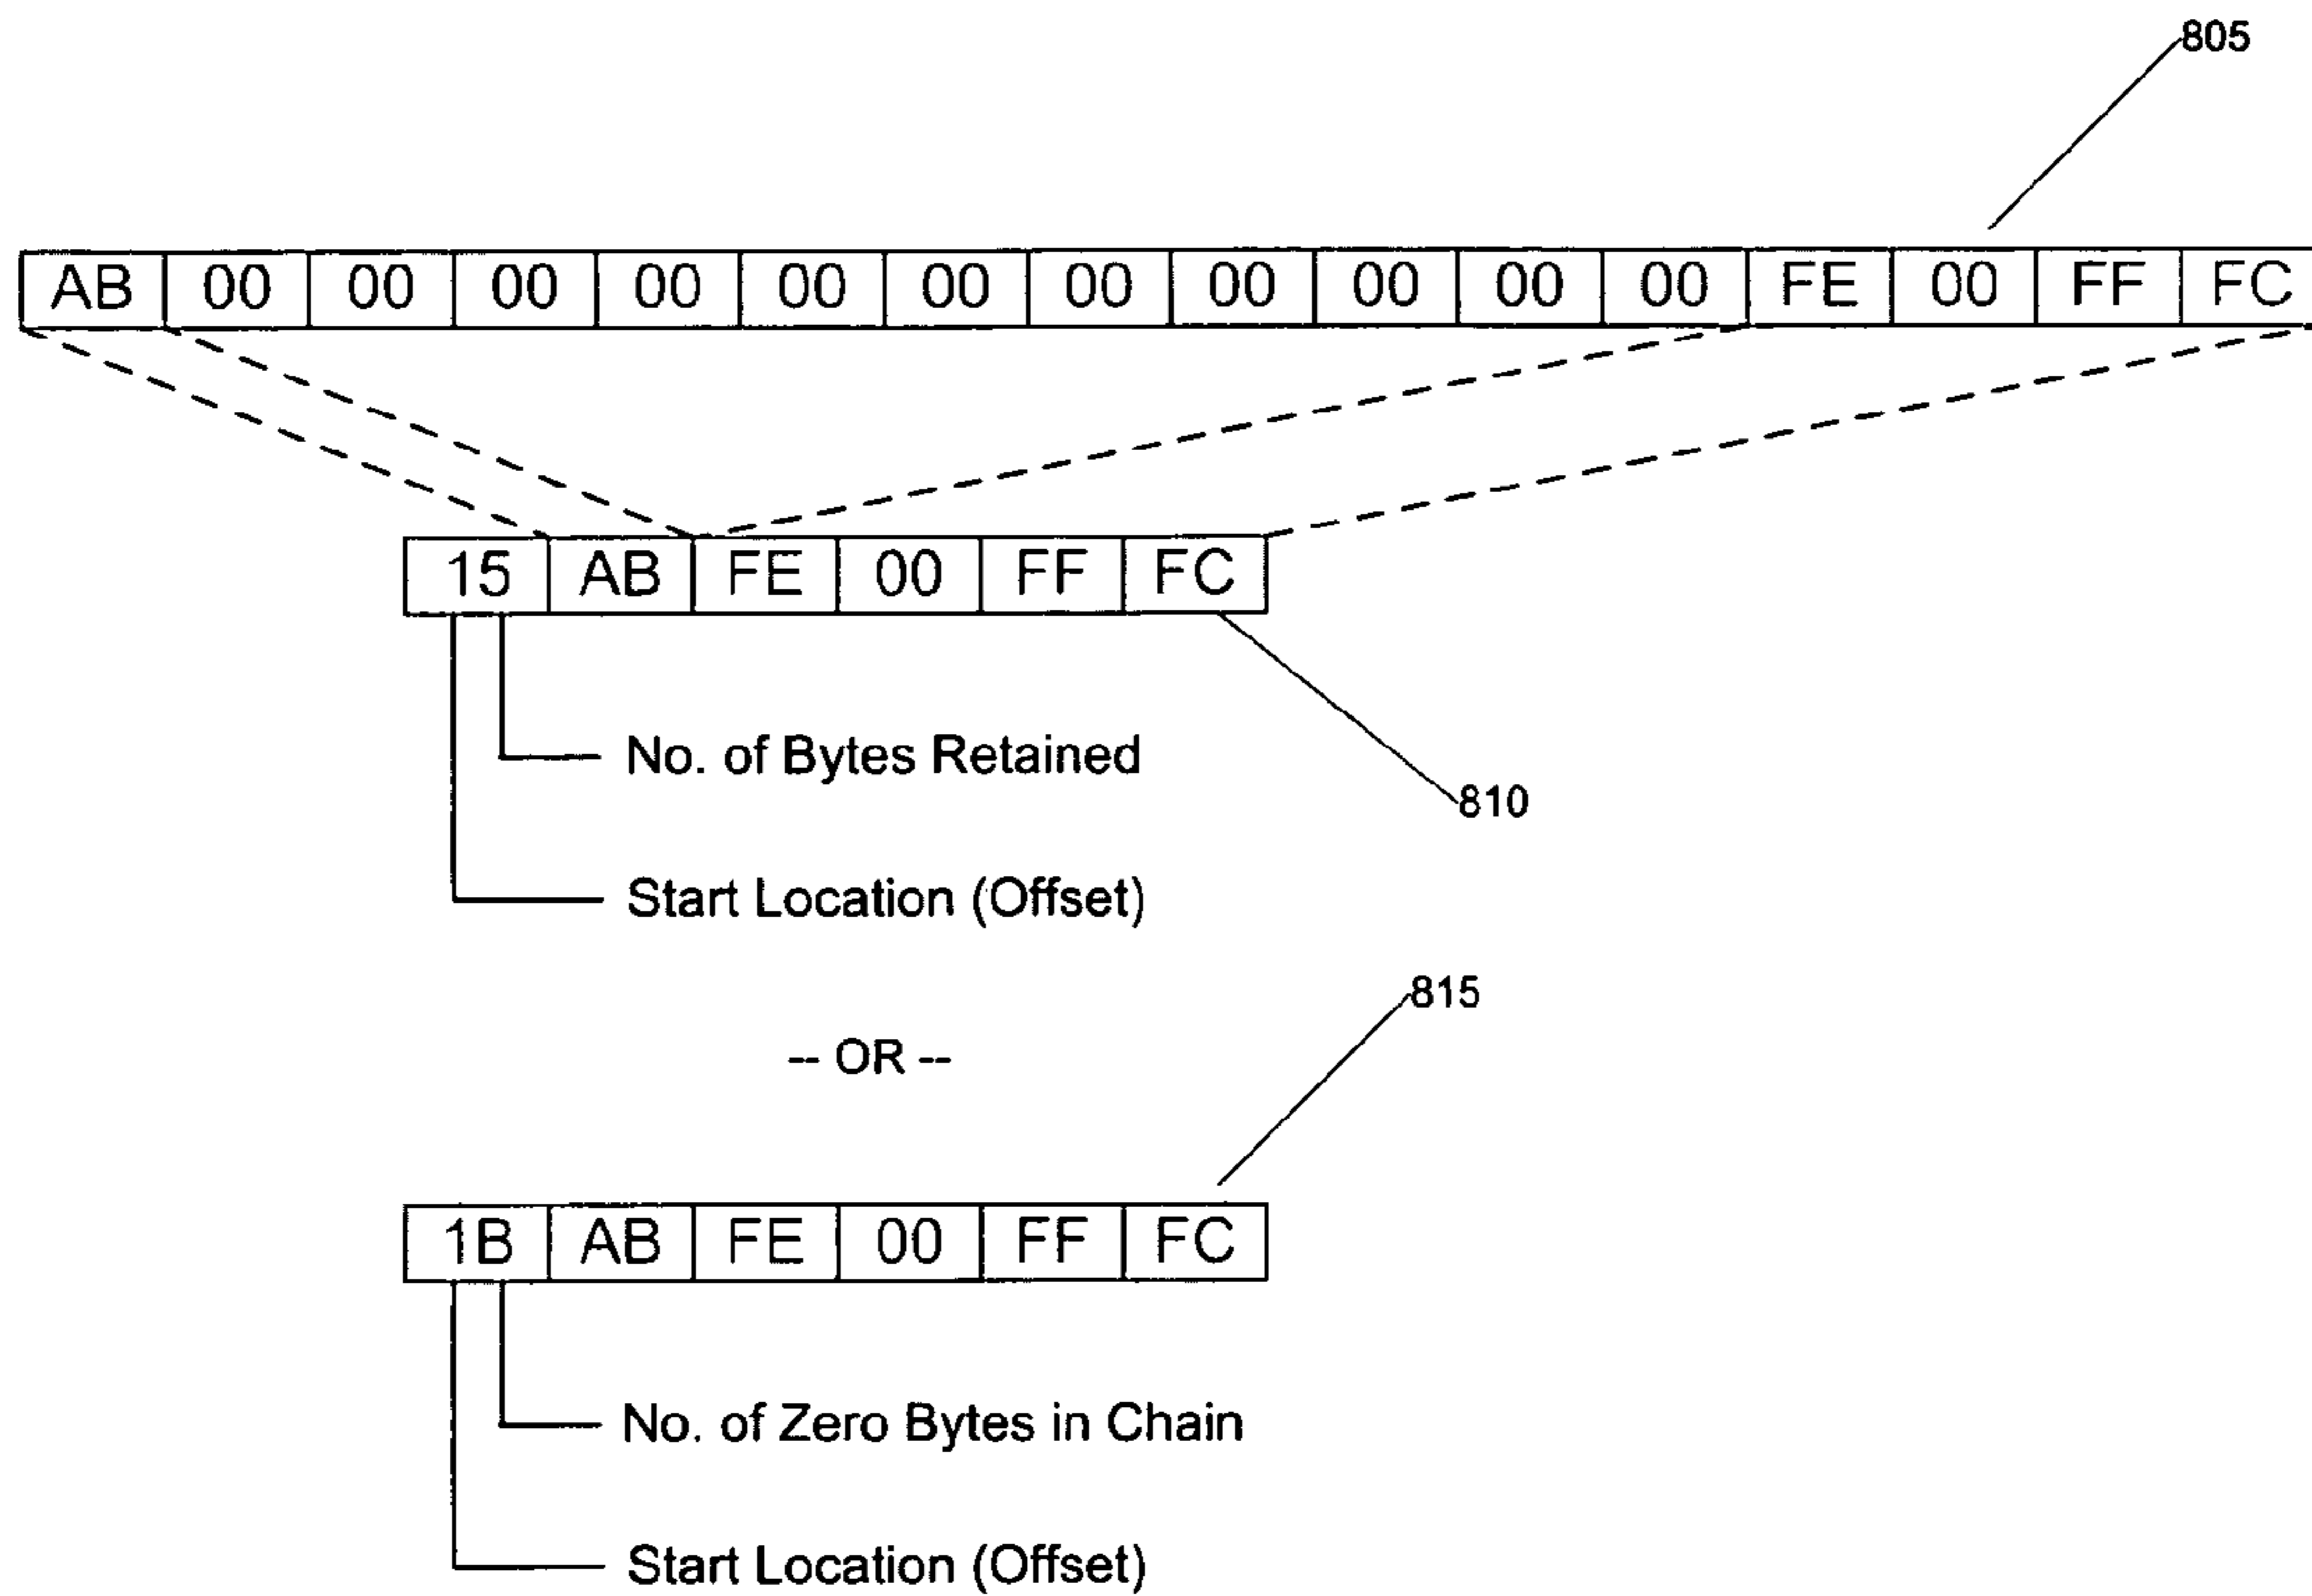 805
AB 00 00 00 00 00 00 00 00 00 00 00 FE 00 FF FC
15 AB FE 00 FF FC
No. of Bytes Retained
810
Start Location (Offset)
815
-- OR --
1B AB FE 00 FF FC
No. of Zero Bytes in Chain
Start Location (Offset)